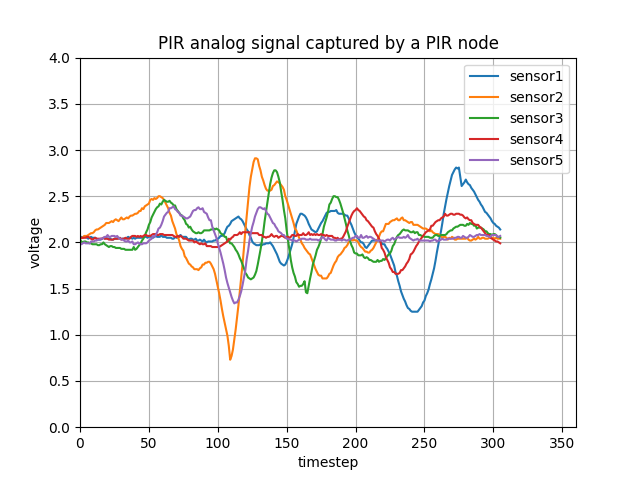 PIR analog signal captured by a PIR node
sensor1
sensor2
sensor3
sensor4
sensor5
4.0
3.5
3.0
2.5
2.0
1.5
1.0
0.5
0.0
voltage
0 50 100 150 200 250 300 350
timestep